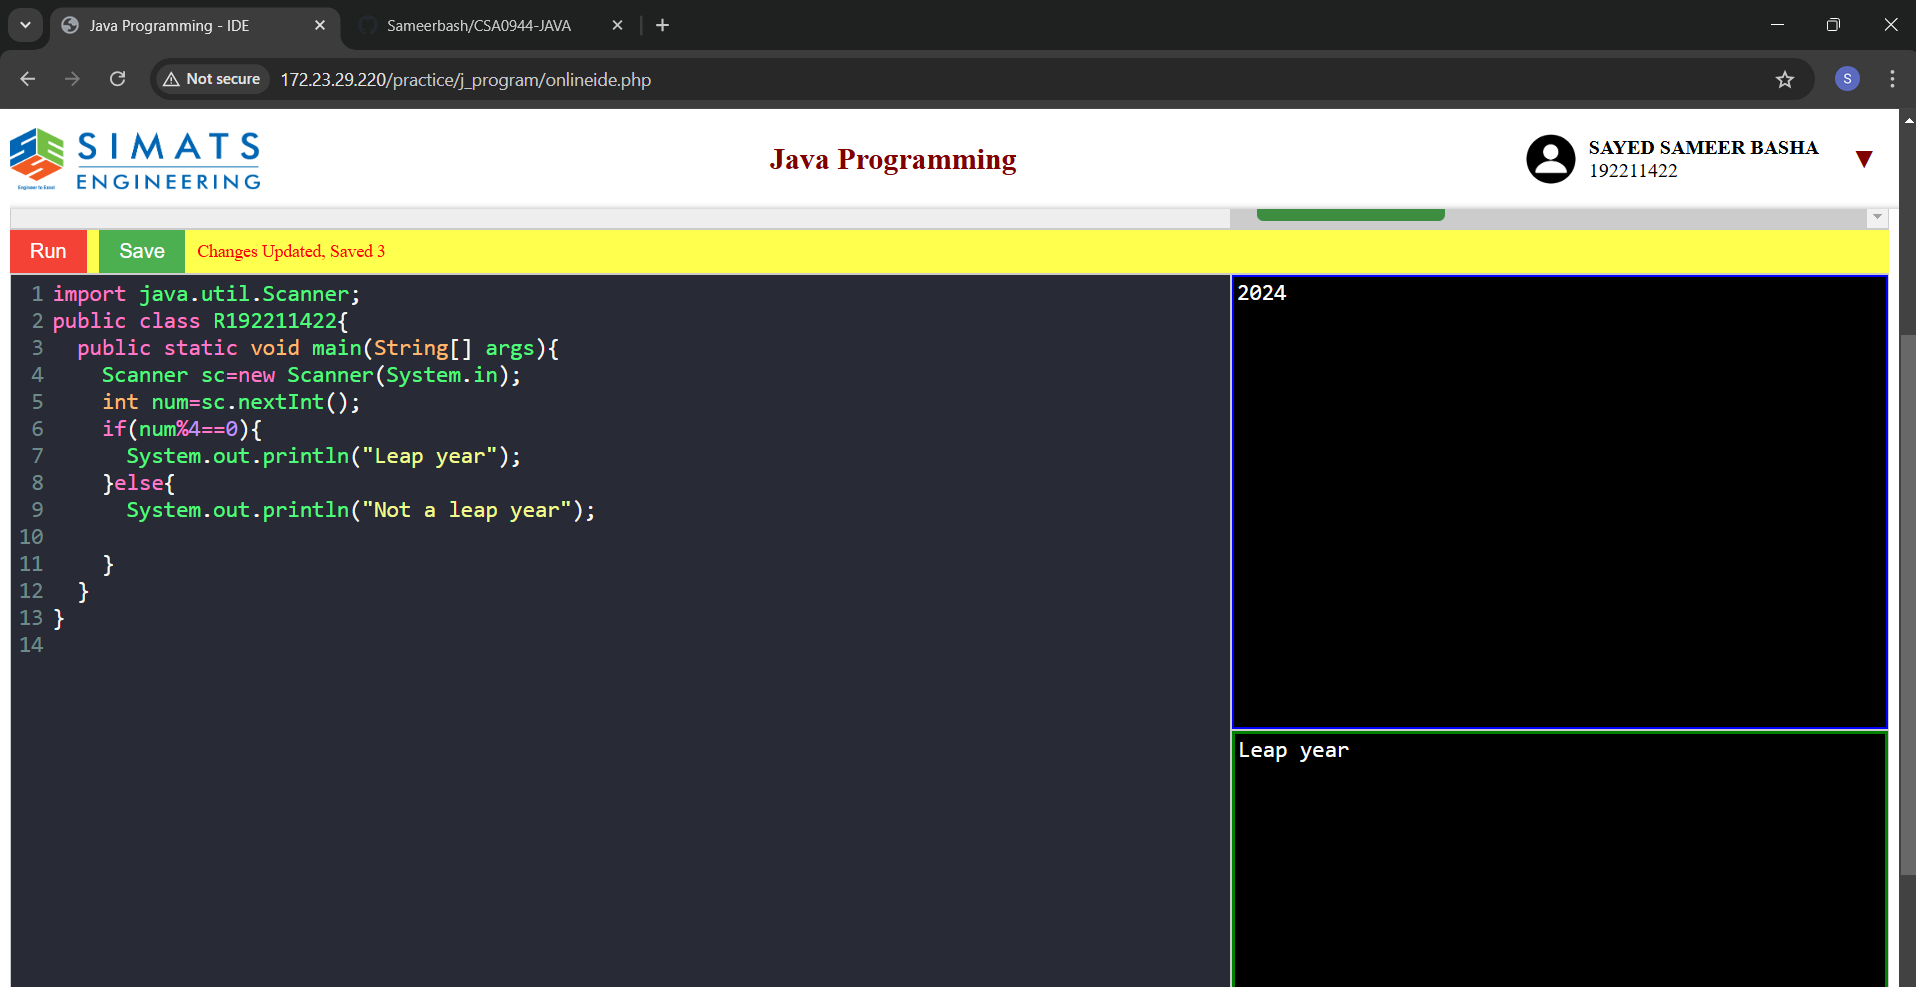 Java Programming - IDE
Sameerbash/CSA0944-JAVA
Not secure
172.23.29.220/practice/j_program/onlineide.php
S
SIMATS
ENGINEERING
Engineer to Excel
Java Programming
SAYED SAMEER BASHA
192211422
Run
Save
Changes Updated, Saved 3
1 import java.util.Scanner;
2 public class R192211422{
3   public static void main(String[] args){
4     Scanner sc=new Scanner(System.in);
5     int num=sc.nextInt();
6     if(num%4==0){
7       System.out.println("Leap year");
8     }else{
9       System.out.println("Not a leap year");
10
11     }
12   }
13 }
14
2024
Leap year